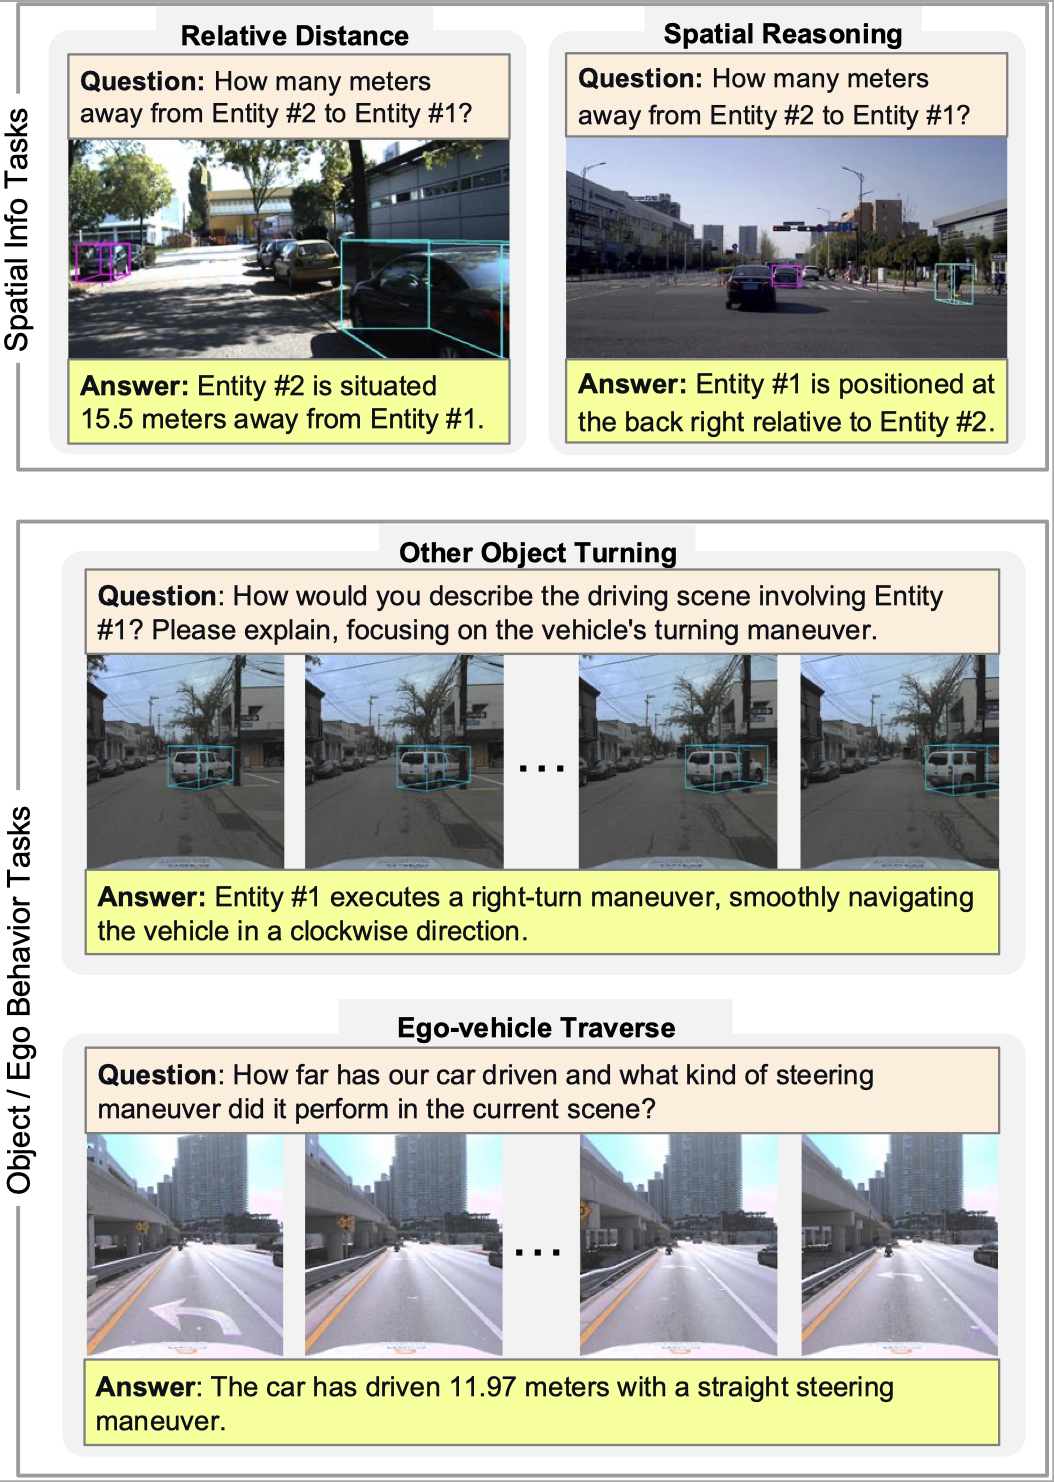 Spatial Info Tasks
Relative Distance
Question: How many meters
away from Entity #2 to Entity #1?
Answer: Entity #2 is situated
15.5 meters away from Entity #1.
Spatial Reasoning
Question: How many meters
away from Entity #2 to Entity #1?
Answer: Entity #1 is positioned at
the back right relative to Entity #2.
Object / Ego Behavior Tasks
Other Object Turning
Question: How would you describe the driving scene involving Entity
#1? Please explain, focusing on the vehicle's turning maneuver.
...
Answer: Entity #1 executes a right-turn maneuver, smoothly navigating
the vehicle in a clockwise direction.
Ego-vehicle Traverse
Question: How far has our car driven and what kind of steering
maneuver did it perform in the current scene?
...
Answer: The car has driven 11.97 meters with a straight steering
maneuver.